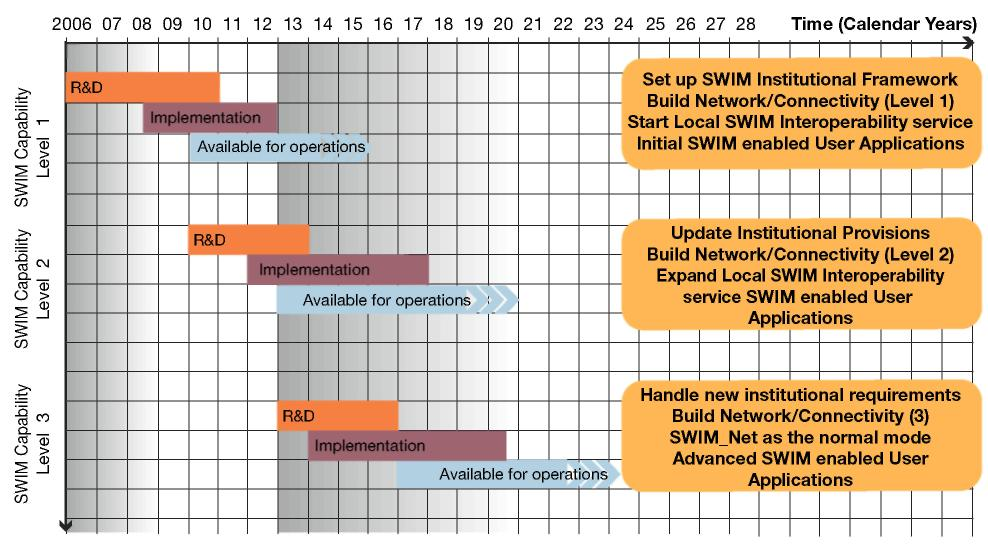 2006 07 08 09 10 11 12 13 14 15 16 17 18 19 20 21 22 23 24 25 26 27 28 Time (Calendar Years)
SWIM Capability
Level 1
R&D
Implementation
Available for operations
Set up SWIM Institutional Framework
Build Network/Connectivity (Level 1)
Start Local SWIM Interoperability service
Initial SWIM enabled User Applications
SWIM Capability
Level 2
R&D
Implementation
Available for operations
Update Institutional Provisions
Build Network/Connectivity (Level 2)
Expand Local SWIM Interoperability
service SWIM enabled User
Applications
SWIM Capability
Level 3
R&D
Implementation
Available for operations
Handle new institutional requirements
Build Network/Connectivity (3)
SWIM_Net as the normal mode
Advanced SWIM enabled User
Applications